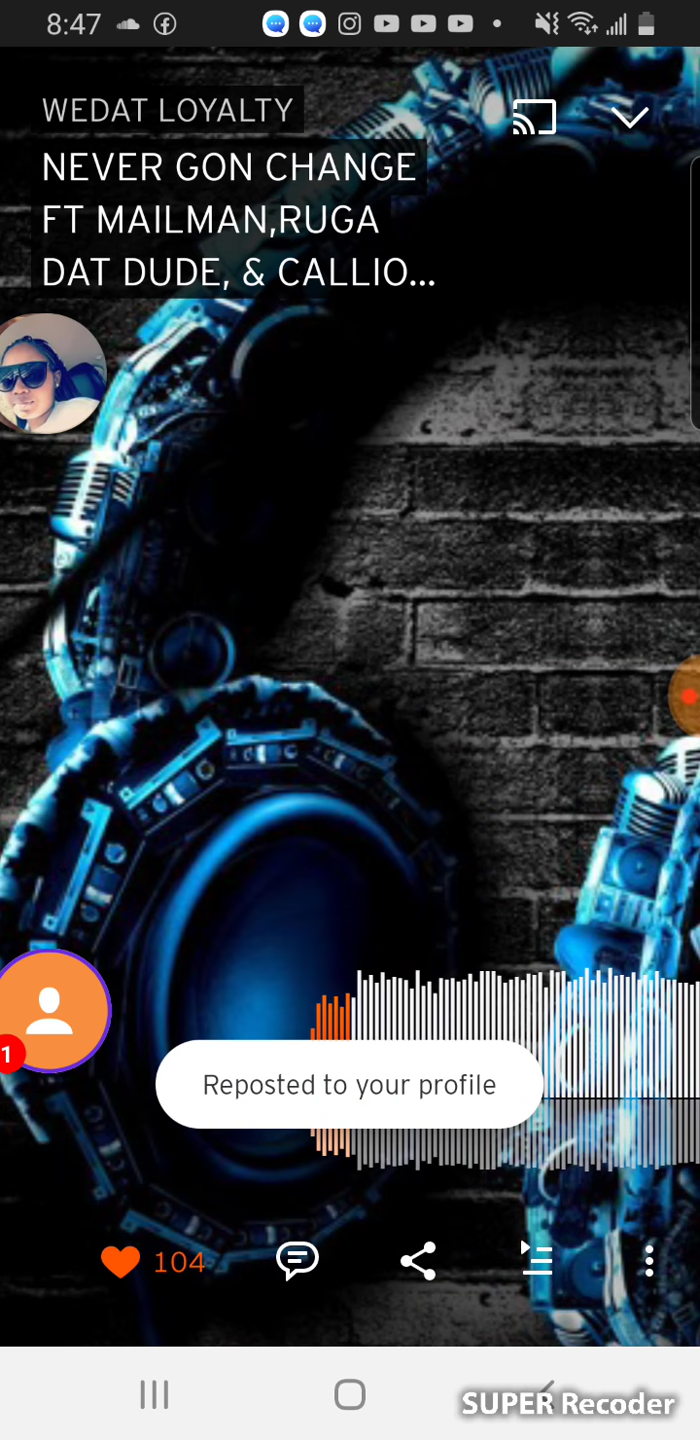 8:47
WEDAT LOYALTY
NEVER GON CHANGE
FT MAILMAN,RUGA
DAT DUDE, & CALLIO...
1
Reposted to your profile
104
SUPER Recoder